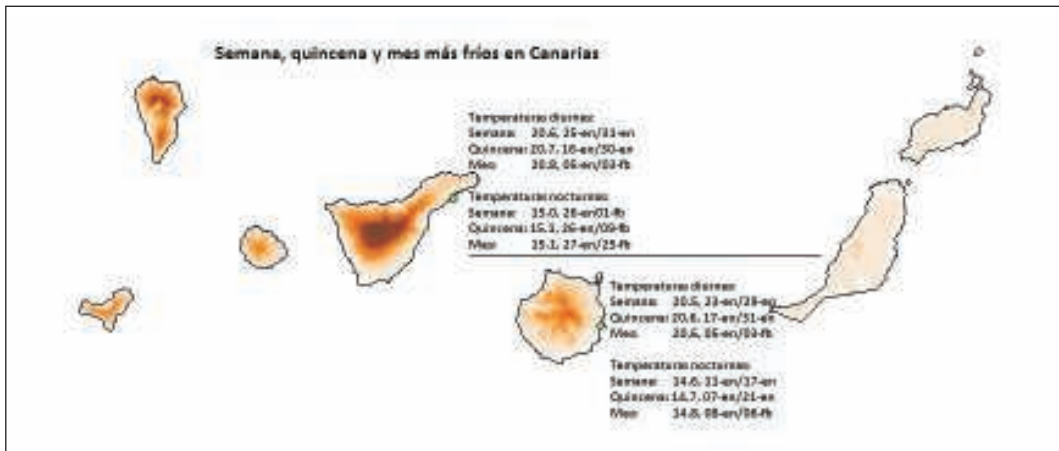 Semana, quincena y mes más fríos en Canarias
Temperaturas diurnas:
Semana: 20.6, 25-en/31-en
Quincena: 20.7, 16-en/30-en
Mes: 20.8, 05-en/03-fb
Temperaturas nocturnas:
Semana: 15.0, 26-en01-fb
Quincena: 15.1, 26-en/09-fb
Mes: 15.1, 27-en/25-fb
Temperaturas diurnas:
Semana: 20.5, 23-en/29-en
Quincena: 20.6, 17-en/31-en
Mes: 20.6, 05-en/03-fb
Temperaturas nocturnas:
Semana: 14.6, 11-en/17-en
Quincena: 14.7, 07-en/21-en
Mes: 14.8, 08-en/06-fb